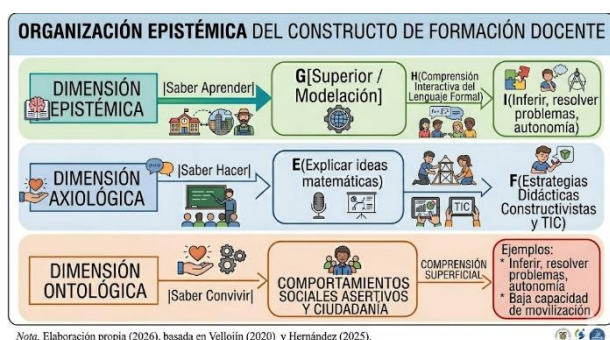 ORGANIZACIÓN EPISTÉMICA DEL CONSTRUCTO DE FORMACIÓN DOCENTE
DIMENSIÓN
EPISTÉMICA
|Saber Aprender|
G[Superior /
Modelación]
H(Comprensión
Interactiva del
Lenguaje Formal)
I(Inferir, resolver
problemas,
autonomía)
DIMENSIÓN
AXIOLÓGICA
|Saber Hacer|
E(Explicar ideas
matemáticas)
TIC
F(Estrategias
Didácticas
Constructivistas
y TIC)
DIMENSIÓN
ONTOLÓGICA
|Saber Convivir|
COMPORTAMIENTOS
SOCIALES ASERTIVOS
Y CIUDADANÍA
COMPRENSIÓN
SUPERFICIAL
Ejemplos:
* Inferir, resolver
problemas,
autonomía
* Baja capacidad
de movilización
Nota. Elaboración propia (2026), basada en Vellojín (2020) y Hernández (2025).